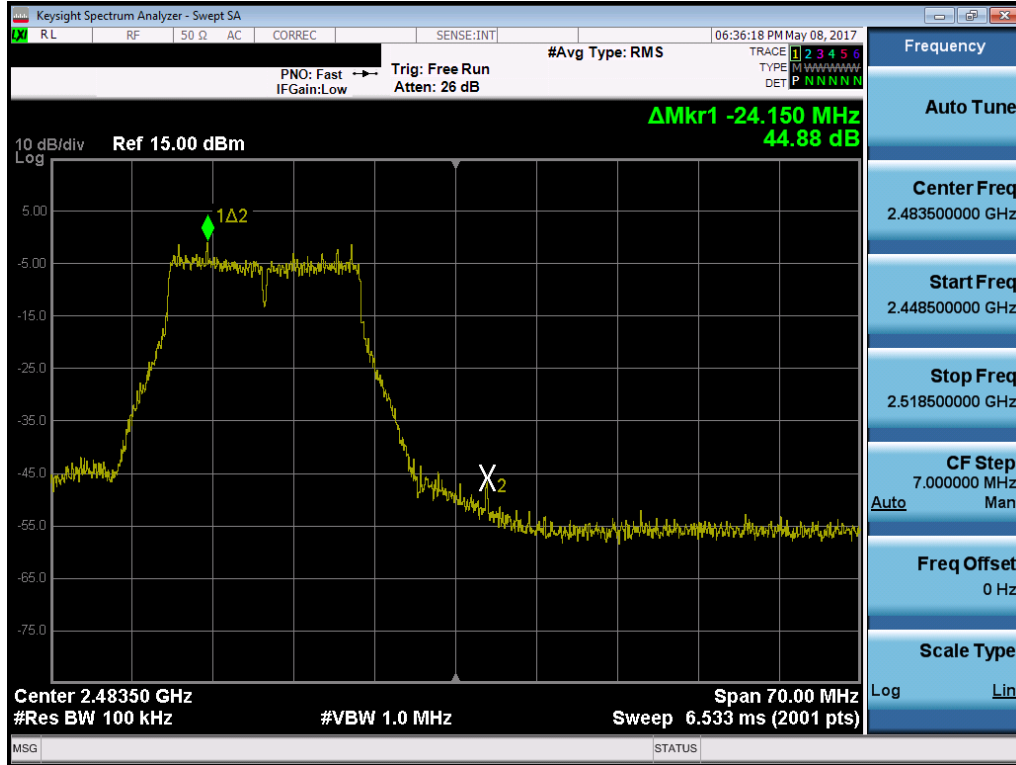 Keysight Spectrum Analyzer - Swept SA
LXI RL RF 50 Ω AC CORREC SENSE:INT 06:36:18 PM May 08, 2017
#Avg Type: RMS TRACE 1 2 3 4 5 6
PNO: Fast Trig: Free Run TYPE M WWWWW
IFGain:Low Atten: 26 dB DET P N N N N N
ΔMkr1 -24.150 MHz
44.88 dB
10 dB/div Ref 15.00 dBm
Log
5.00
-5.00
-15.0
-25.0
-35.0
-45.0
-55.0
-65.0
-75.0
1Δ2
X2
Center 2.48350 GHz Span 70.00 MHz
#Res BW 100 kHz #VBW 1.0 MHz Sweep 6.533 ms (2001 pts)
MSG STATUS
Frequency
Auto Tune
Center Freq
2.483500000 GHz
Start Freq
2.448500000 GHz
Stop Freq
2.518500000 GHz
CF Step
7.000000 MHz
Auto Man
Freq Offset
0 Hz
Scale Type
Log Lin